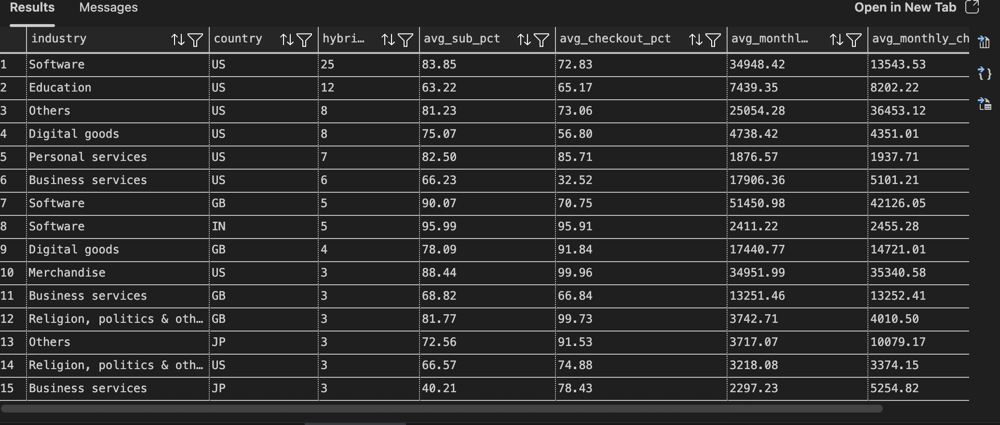 Results Messages Open in New Tab
industry country hybri… avg_sub_pct avg_checkout_pct avg_monthl… avg_monthly_ch
1 Software US 25 83.85 72.83 34948.42 13543.53
2 Education US 12 63.22 65.17 7439.35 8202.22
3 Others US 8 81.23 73.06 25054.28 36453.12
4 Digital goods US 8 75.07 56.80 4738.42 4351.01
5 Personal services US 7 82.50 85.71 1876.57 1937.71
6 Business services US 6 66.23 32.52 17906.36 5101.21
7 Software GB 5 90.07 70.75 51450.98 42126.05
8 Software IN 5 95.99 95.91 2411.22 2455.28
9 Digital goods GB 4 78.09 91.84 17440.77 14721.01
10 Merchandise US 3 88.44 99.96 34951.99 35340.58
11 Business services GB 3 68.82 66.84 13251.46 13252.41
12 Religion, politics & oth… GB 3 81.77 99.73 3742.71 4010.50
13 Others JP 3 72.56 91.53 3717.07 10079.17
14 Religion, politics & oth… US 3 66.57 74.88 3218.08 3374.15
15 Business services JP 3 40.21 78.43 2297.23 5254.82